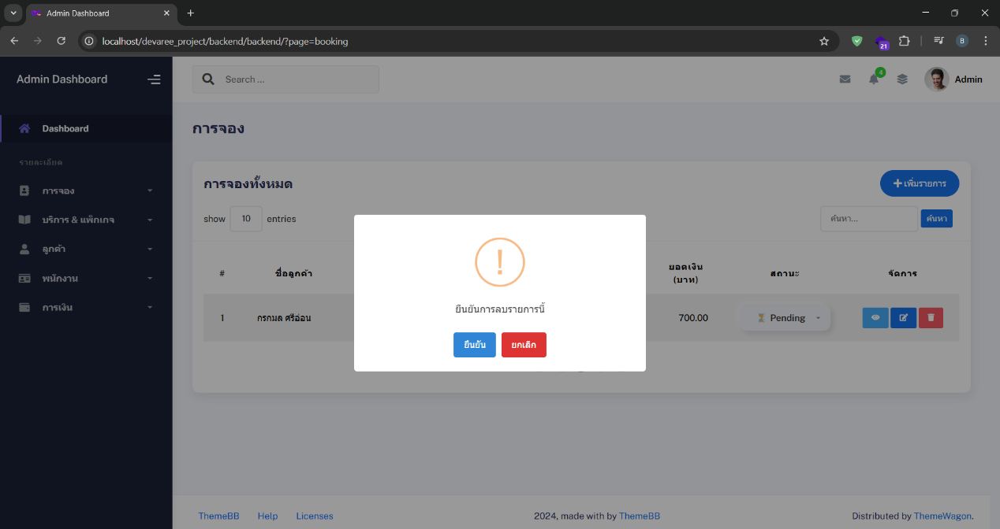 Admin Dashboard
localhost/devaree_project/backend/backend/?page=booking
21
B
Admin Dashboard
Search ...
4
Admin
Dashboard
รายละเอียด
การจอง
บริการ & แพ็กเกจ
ลูกค้า
พนักงาน
การเงิน
การจอง
การจองทั้งหมด
เพิ่มรายการ
show 10 entries
ค้นหา...
ค้นหา
# ชื่อลูกค้า ยอดเงิน (บาท) สถานะ จัดการ
1 กรกมล ศรีอ่อน 700.00 Pending
!
ยืนยันการลบรายการนี้
ยืนยัน ยกเลิก
ThemeBB Help Licenses 2024, made with by ThemeBB Distributed by ThemeWagon.